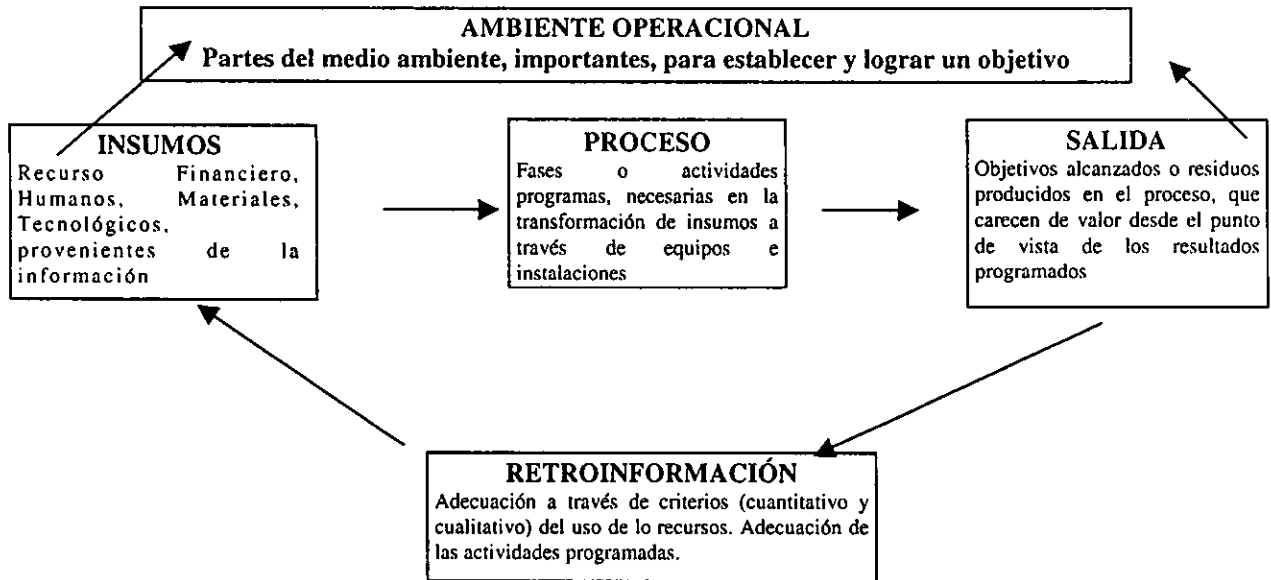 AMBIENTE OPERACIONAL
Partes del medio ambiente, importantes, para establecer y lograr un objetivo
INSUMOS
Recurso Financiero,
Humanos, Materiales,
Tecnológicos,
provenientes de la
información
PROCESO
Fases o actividades
programas, necesarias en la
transformación de insumos a
través de equipos e
instalaciones
SALIDA
Objetivos alcanzados o residuos
producidos en el proceso, que
carecen de valor desde el punto
de vista de los resultados
programados
RETROINFORMACIÓN
Adecuación a través de criterios (cuantitativo y
cualitativo) del uso de lo recursos. Adecuación de
las actividades programadas.